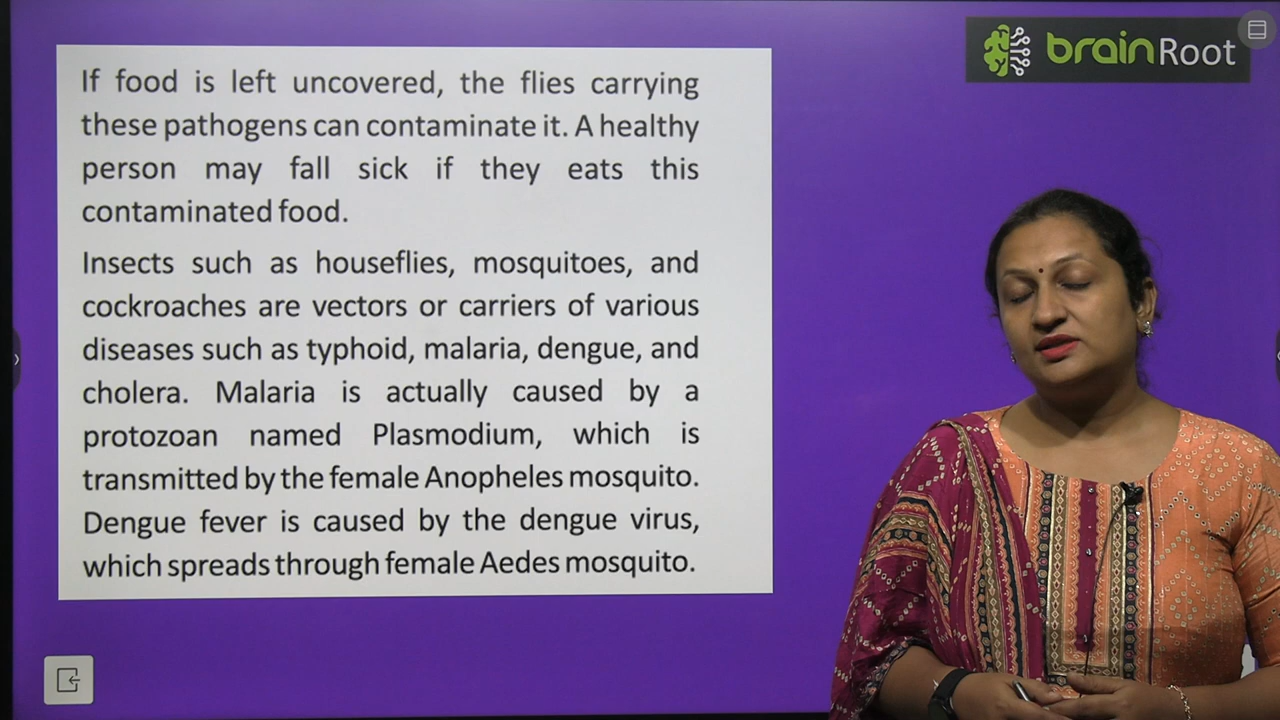 brainRoot
If food is left uncovered, the flies carrying
these pathogens can contaminate it. A healthy
person may fall sick if they eats this
contaminated food.
Insects such as houseflies, mosquitoes, and
cockroaches are vectors or carriers of various
diseases such as typhoid, malaria, dengue, and
cholera. Malaria is actually caused by a
protozoan named Plasmodium, which is
transmitted by the female Anopheles mosquito.
Dengue fever is caused by the dengue virus,
which spreads through female Aedes mosquito.